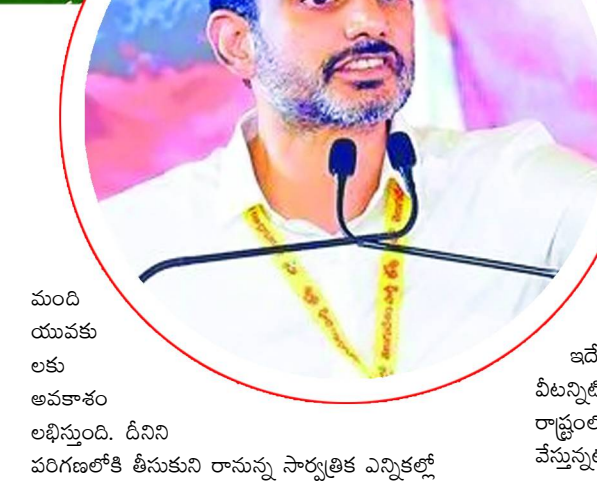 మంది
యువకు
లకు
అవకాశం
లభిస్తుంది. దీనిని
పరిగణలోకి తీసుకుని రానున్న సార్వత్రిక ఎన్నికల్లో
ఇదే
వీటన్నిటి
రాష్ట్రంలో